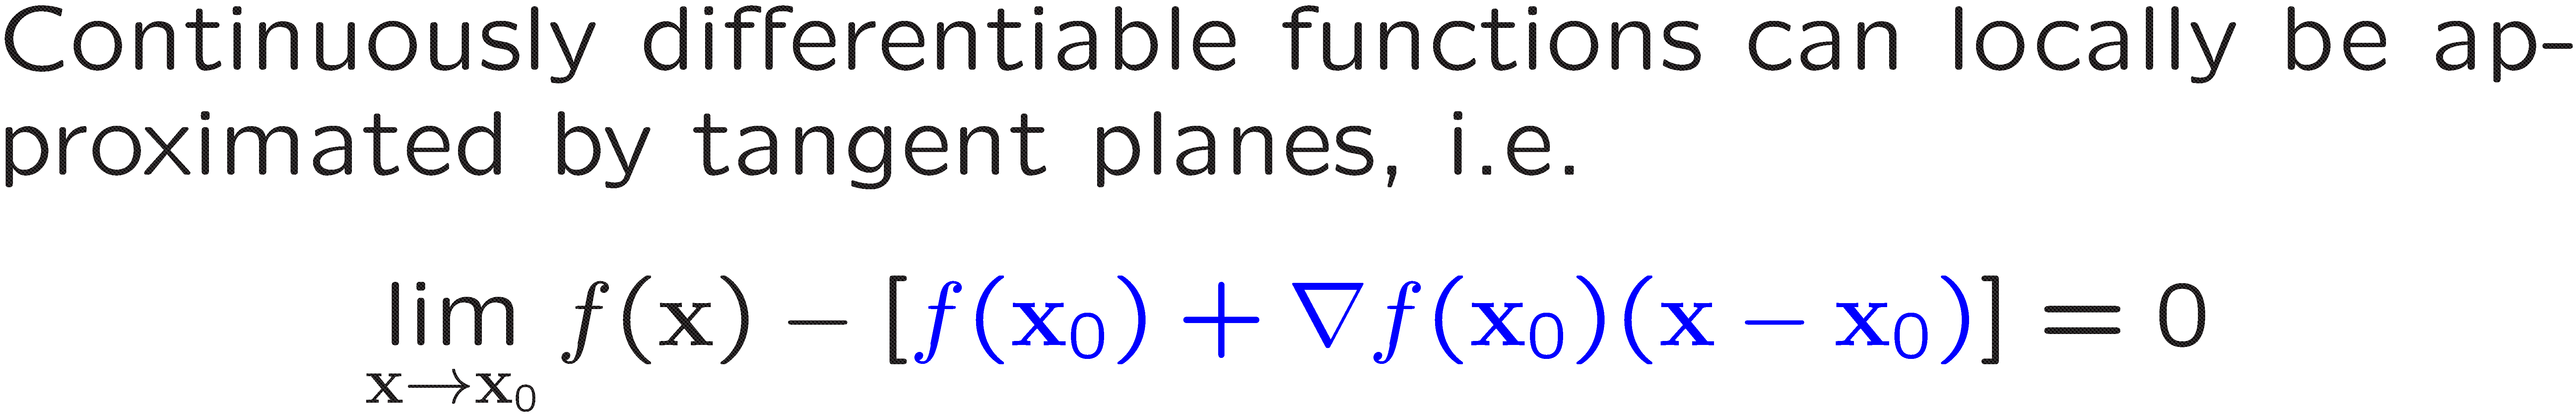 Continuously differentiable functions can locally be ap-
proximated by tangent planes, i.e.
lim f(x) − [f(x₀) + ∇f(x₀)(x − x₀)] = 0
x→x₀